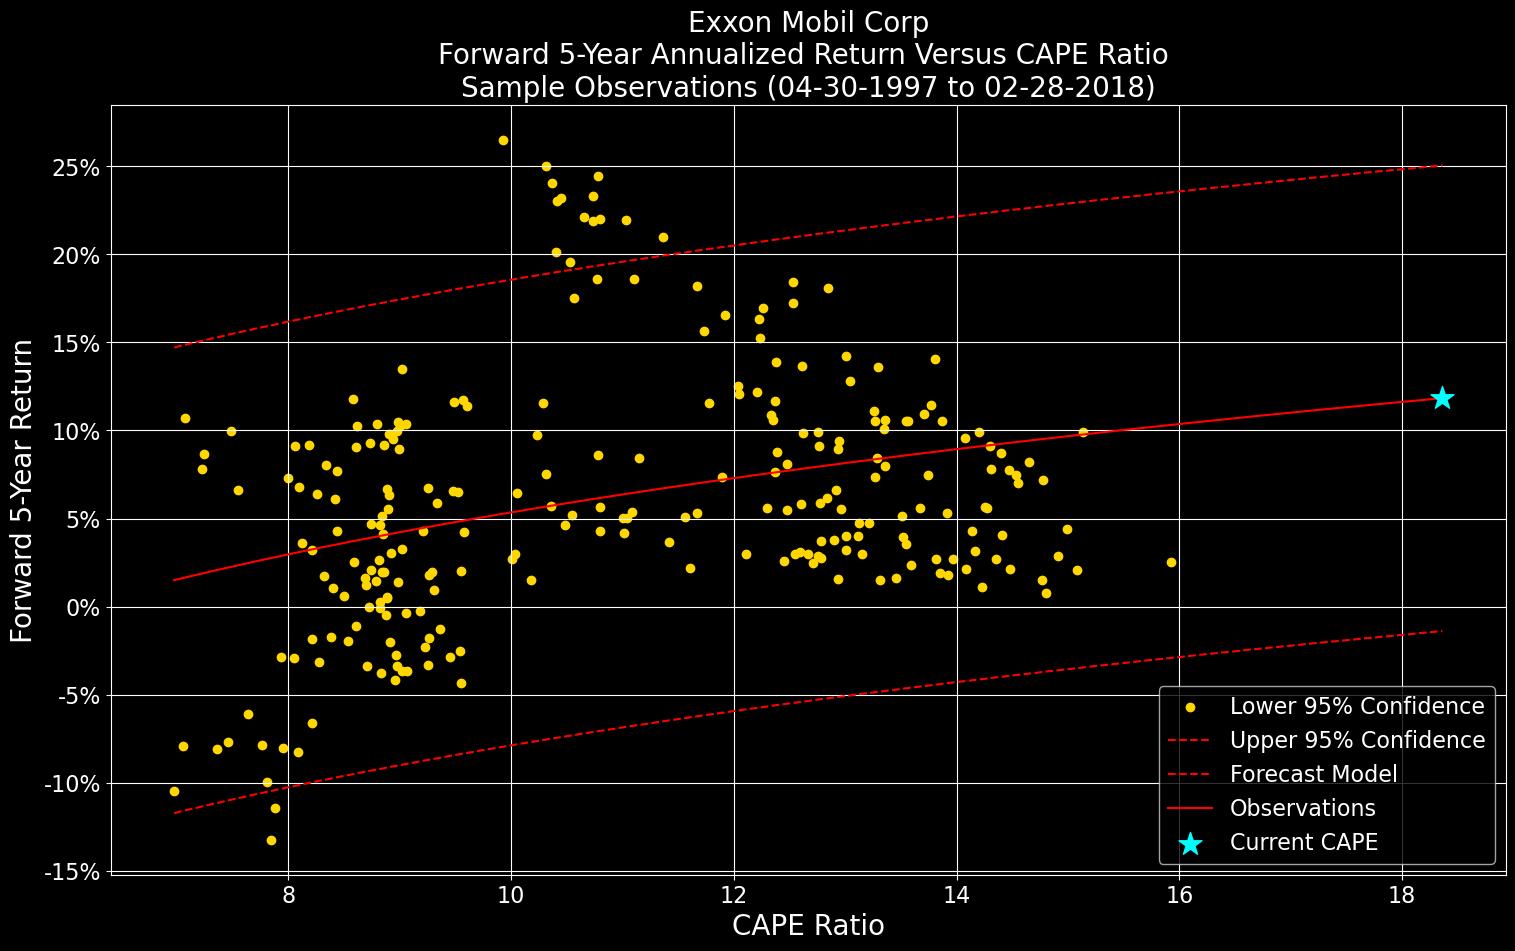 Exxon Mobil Corp
Forward 5-Year Annualized Return Versus CAPE Ratio
Sample Observations (04-30-1997 to 02-28-2018)
Forward 5-Year Return
25%
20%
15%
10%
5%
0%
-5%
-10%
-15%
Lower 95% Confidence
Upper 95% Confidence
Forecast Model
Observations
Current CAPE
8 10 12 14 16 18
CAPE Ratio